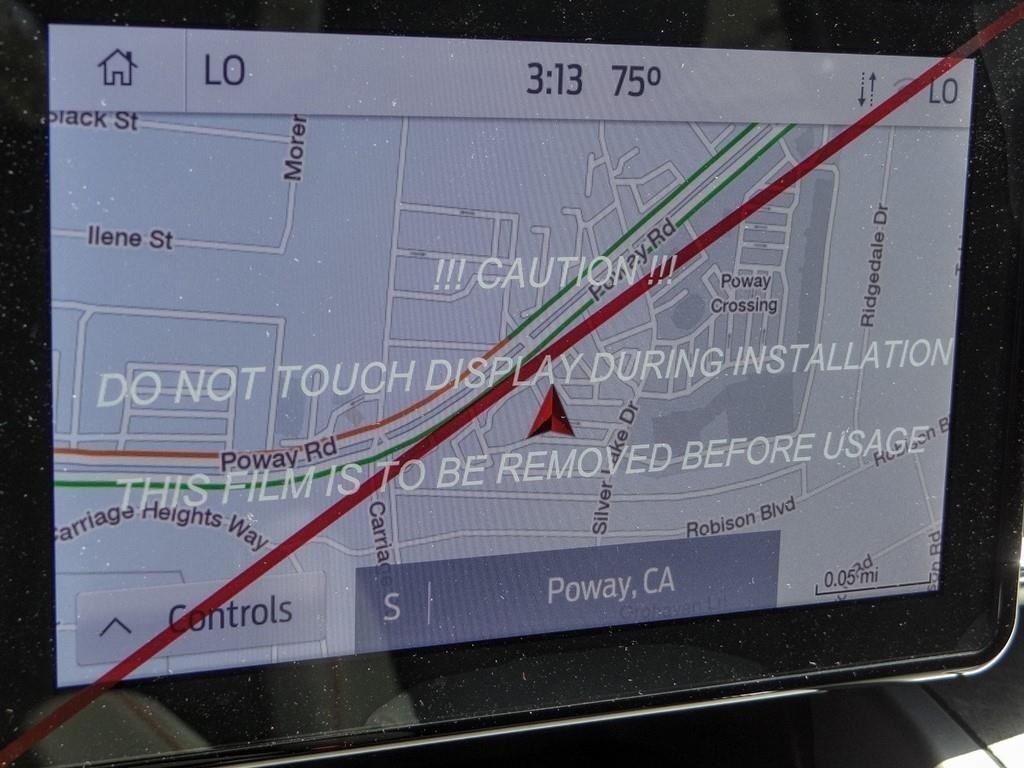 LO 3:13 75° LO
Black St
Ilene St
Poway Rd
!!! CAUTION !!!
Poway
Crossing
Ridgedale Dr
DO NOT TOUCH DISPLAY DURING INSTALLATION
Poway Rd
THIS FILM IS TO BE REMOVED BEFORE USAGE
Silver Lake Dr
Carriage Heights Way
Carriage
Robison Blvd
Robison B
0.05 mi
Controls
S | Poway, CA